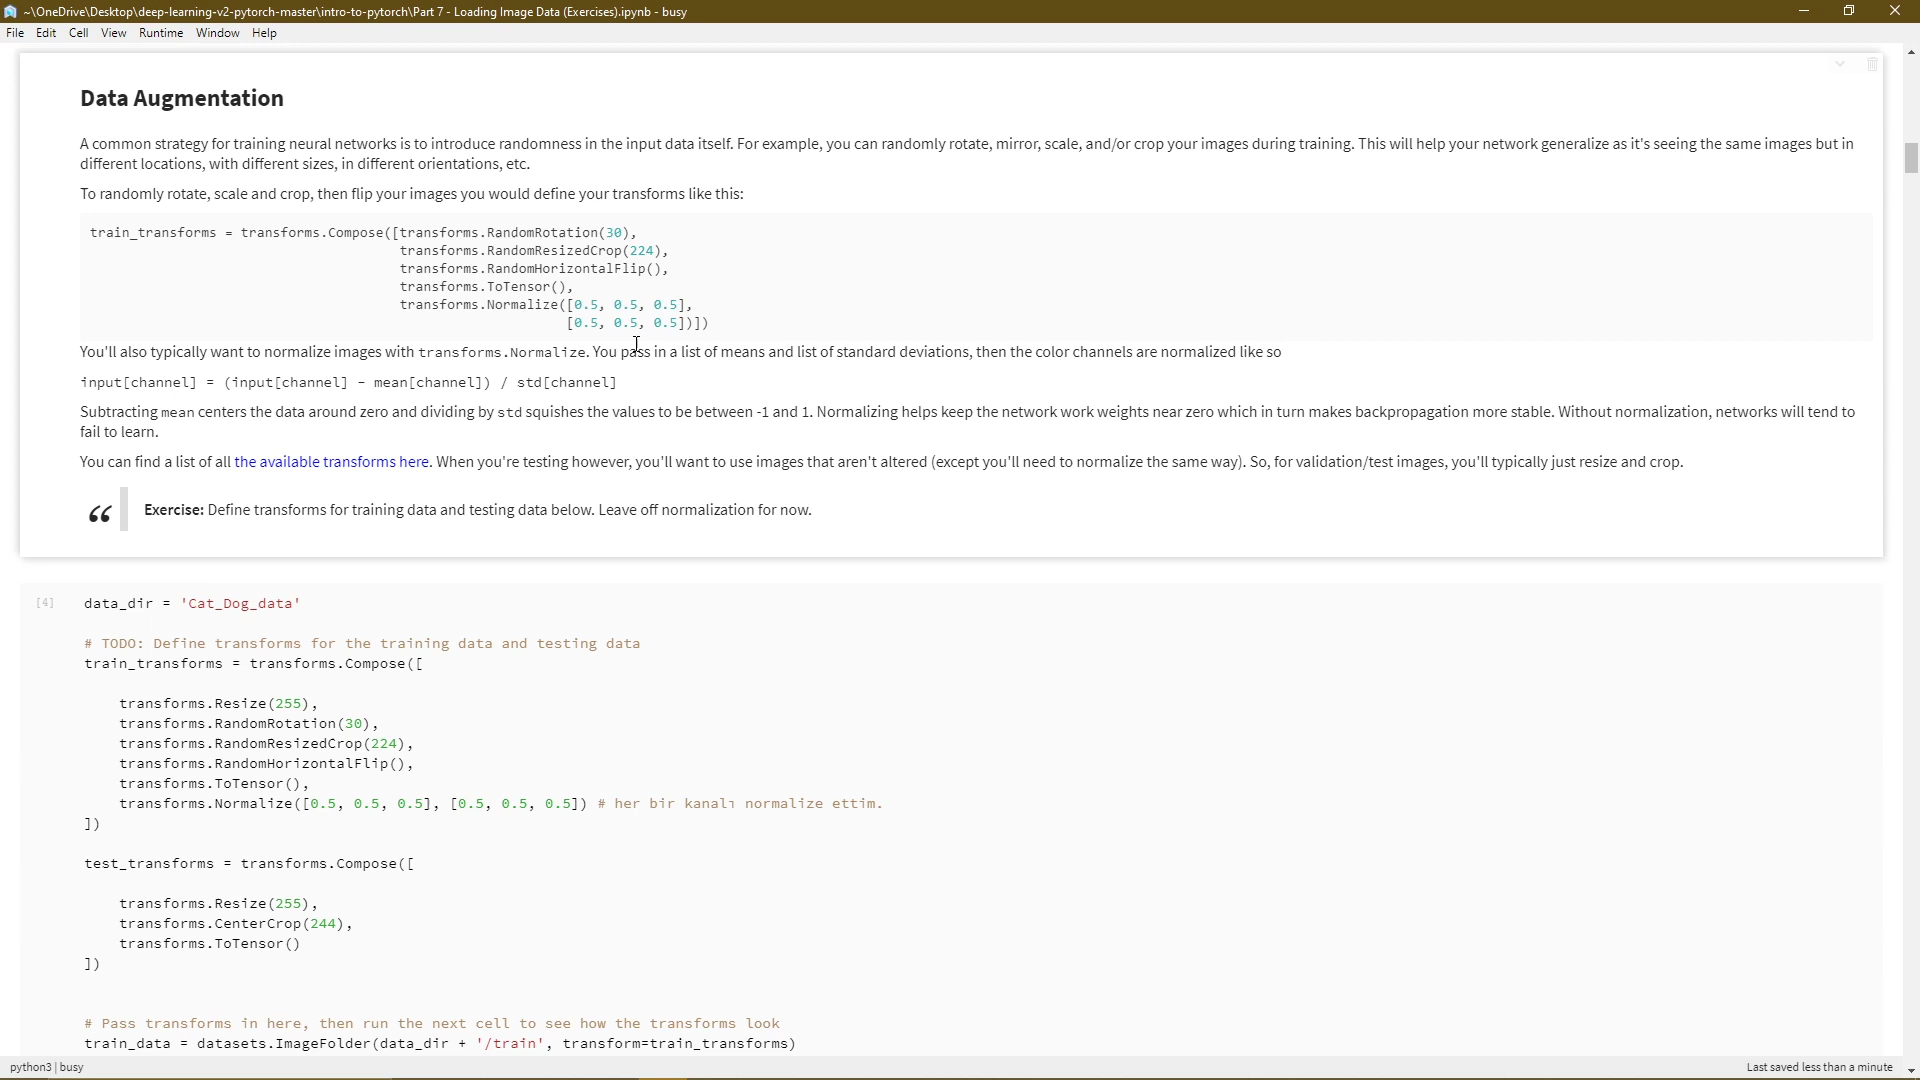 ~\OneDrive\Desktop\deep-learning-v2-pytorch-master\intro-to-pytorch\Part 7 - Loading Image Data (Exercises).ipynb - busy
File Edit Cell View Runtime Window Help
Data Augmentation
A common strategy for training neural networks is to introduce randomness in the input data itself. For example, you can randomly rotate, mirror, scale, and/or crop your images during training. This will help your network generalize as it's seeing the same images but in
different locations, with different sizes, in different orientations, etc.
To randomly rotate, scale and crop, then flip your images you would define your transforms like this:
train_transforms = transforms.Compose([transforms.RandomRotation(30),
transforms.RandomResizedCrop(224),
transforms.RandomHorizontalFlip(),
transforms.ToTensor(),
transforms.Normalize([0.5, 0.5, 0.5],
[0.5, 0.5, 0.5])])
You'll also typically want to normalize images with transforms.Normalize. You pass in a list of means and list of standard deviations, then the color channels are normalized like so
input[channel] = (input[channel] - mean[channel]) / std[channel]
Subtracting mean centers the data around zero and dividing by std squishes the values to be between -1 and 1. Normalizing helps keep the network work weights near zero which in turn makes backpropagation more stable. Without normalization, networks will tend to
fail to learn.
You can find a list of all the available transforms here. When you're testing however, you'll want to use images that aren't altered (except you'll need to normalize the same way). So, for validation/test images, you'll typically just resize and crop.
“ Exercise: Define transforms for training data and testing data below. Leave off normalization for now.
[4] data_dir = 'Cat_Dog_data'
# TODO: Define transforms for the training data and testing data
train_transforms = transforms.Compose([
transforms.Resize(255),
transforms.RandomRotation(30),
transforms.RandomResizedCrop(224),
transforms.RandomHorizontalFlip(),
transforms.ToTensor(),
transforms.Normalize([0.5, 0.5, 0.5], [0.5, 0.5, 0.5]) # her bir kanalı normalize ettim.
])
test_transforms = transforms.Compose([
transforms.Resize(255),
transforms.CenterCrop(244),
transforms.ToTensor()
])
# Pass transforms in here, then run the next cell to see how the transforms look
train_data = datasets.ImageFolder(data_dir + '/train', transform=train_transforms)
python3 | busy
Last saved less than a minute